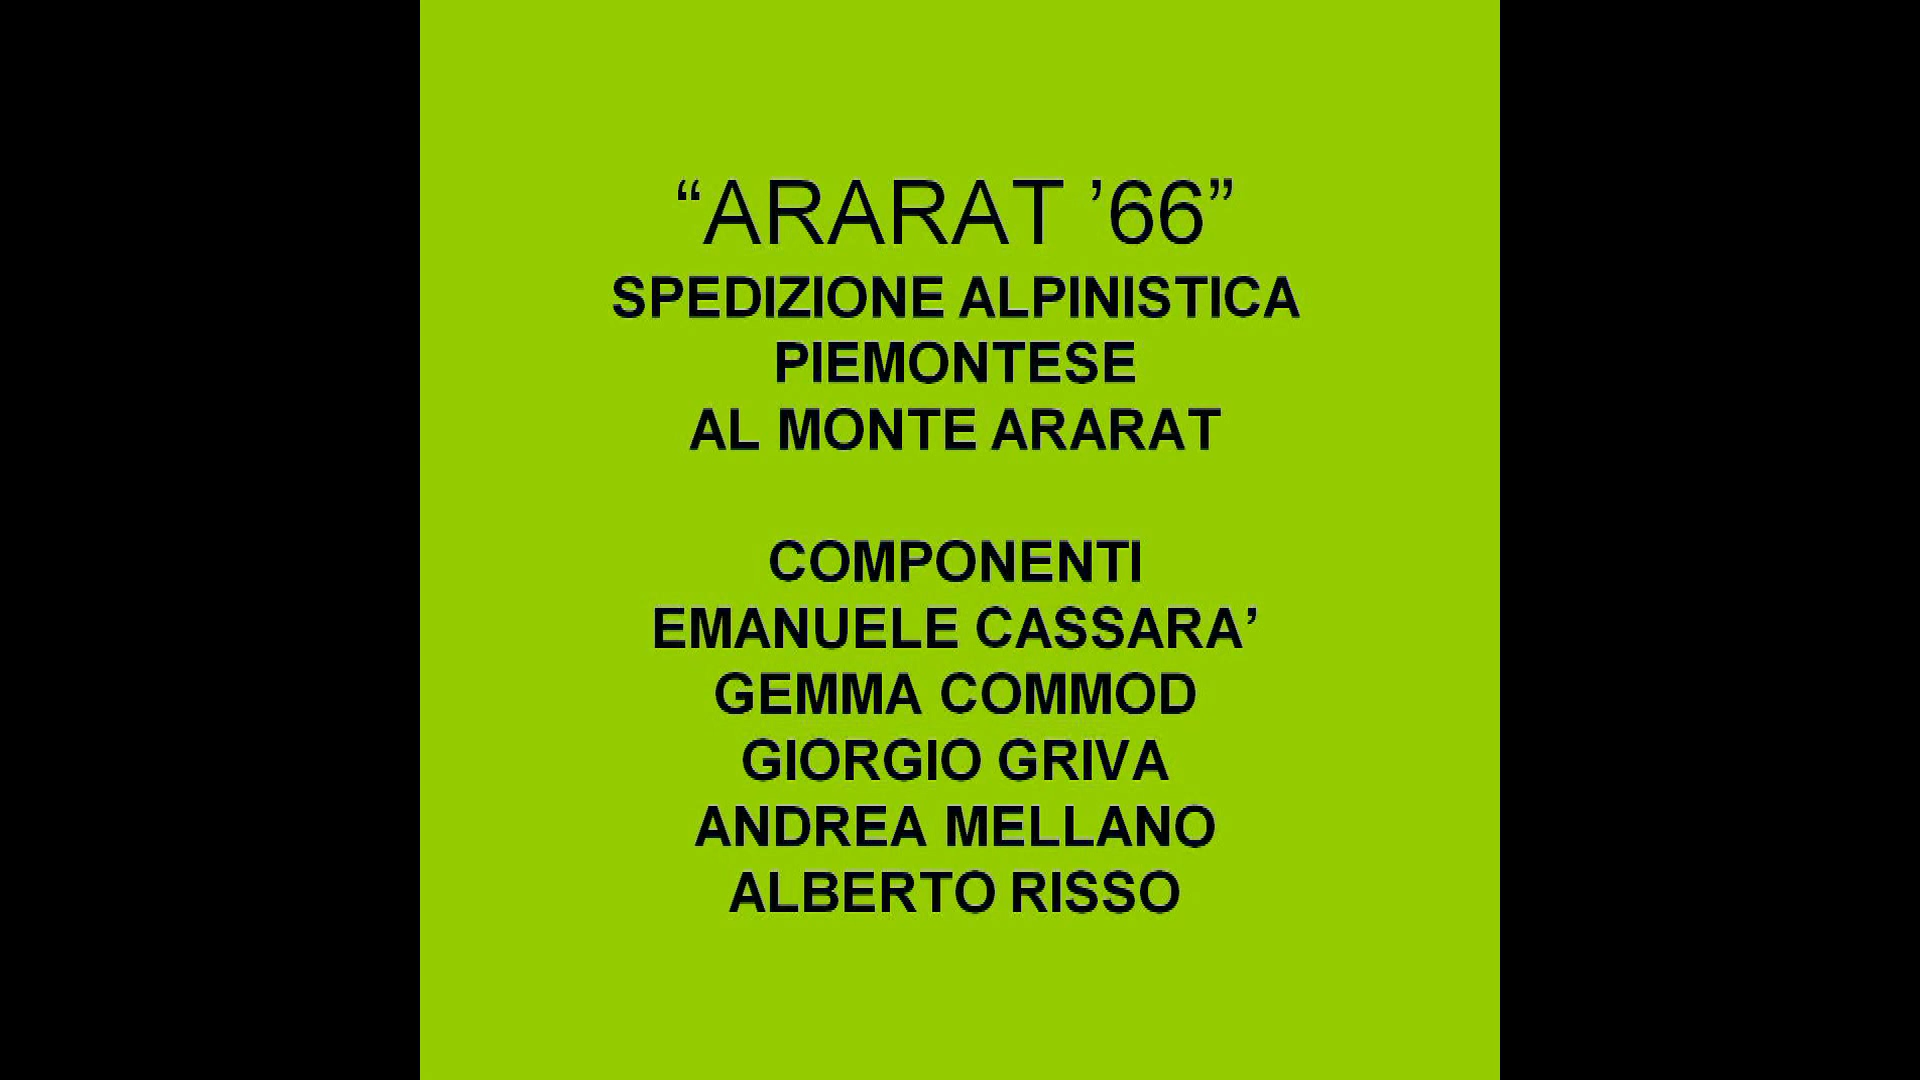 “ARARAT ’66”
SPEDIZIONE ALPINISTICA
PIEMONTESE
AL MONTE ARARAT
COMPONENTI
EMANUELE CASSARA’
GEMMA COMMOD
GIORGIO GRIVA
ANDREA MELLANO
ALBERTO RISSO